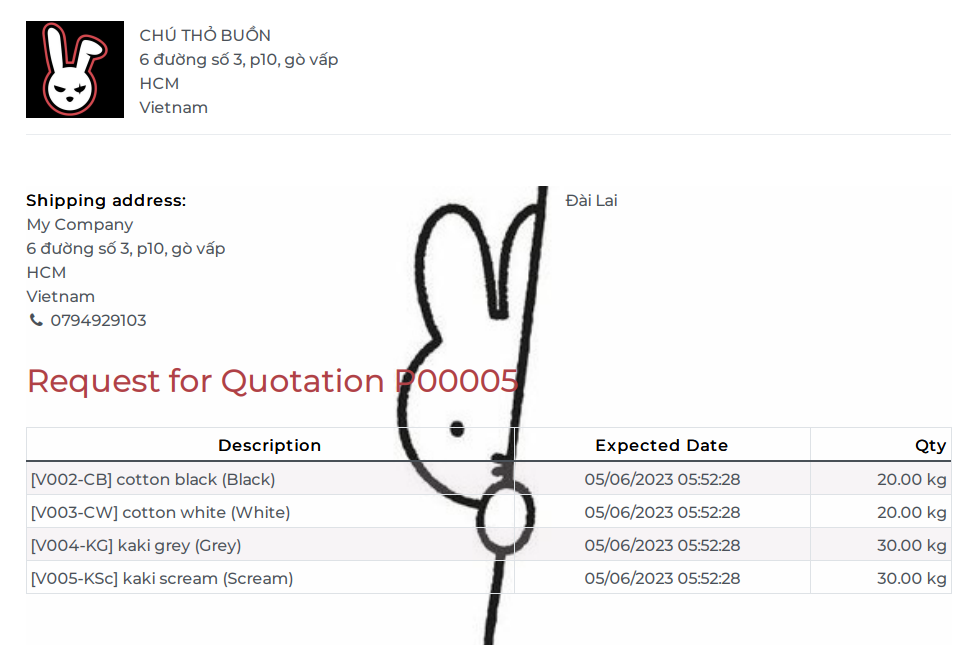 CHÚ THỎ BUỒN
6 đường số 3, p10, gò vấp
HCM
Vietnam
Shipping address:
My Company
6 đường số 3, p10, gò vấp
HCM
Vietnam
0794929103
Đài Lai
Request for Quotation P00005
Description Expected Date Qty
[V002-CB] cotton black (Black) 05/06/2023 05:52:28 20.00 kg
[V003-CW] cotton white (White) 05/06/2023 05:52:28 20.00 kg
[V004-KG] kaki grey (Grey) 05/06/2023 05:52:28 30.00 kg
[V005-KSc] kaki scream (Scream) 05/06/2023 05:52:28 30.00 kg